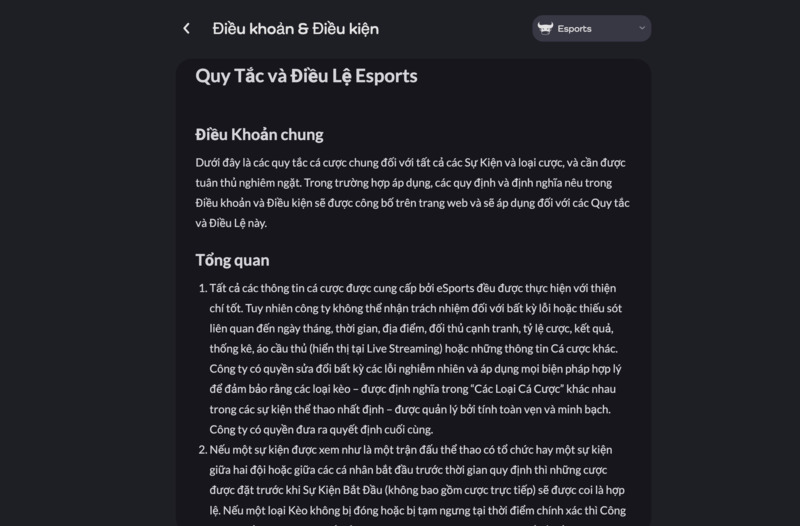 Điều khoản & Điều kiện
Esports
Quy Tắc và Điều Lệ Esports
Điều Khoản chung
Dưới đây là các quy tắc cá cược chung đối với tất cả các Sự Kiện và loại cược, và cần được
tuân thủ nghiêm ngặt. Trong trường hợp áp dụng, các quy định và định nghĩa nêu trong
Điều khoản và Điều kiện sẽ được công bố trên trang web và sẽ áp dụng đối với các Quy tắc
và Điều Lệ này.
Tổng quan
1. Tất cả các thông tin cá cược được cung cấp bởi eSports đều được thực hiện với thiện
chí tốt. Tuy nhiên công ty không thể nhận trách nhiệm đối với bất kỳ lỗi hoặc thiếu sót
liên quan đến ngày tháng, thời gian, địa điểm, đối thủ cạnh tranh, tỷ lệ cược, kết quả,
thống kê, áo cầu thủ (hiển thị tại Live Streaming) hoặc những thông tin Cá cược khác.
Công ty có quyền sửa đổi bất kỳ các lỗi nghiễm nhiên và áp dụng mọi biện pháp hợp lý
để đảm bảo rằng các loại kèo – được định nghĩa trong “Các Loại Cá Cược” khác nhau
trong các sự kiện thể thao nhất định – được quản lý bởi tính toàn vẹn và minh bạch.
Công ty có quyền đưa ra quyết định cuối cùng.
2. Nếu một sự kiện được xem như là một trận đấu thể thao có tổ chức hay một sự kiện
giữa hai đội hoặc giữa các cá nhân bắt đầu trước thời gian quy định thì những cược
được đặt trước khi Sự Kiện Bắt Đầu (không bao gồm cược trực tiếp) sẽ được coi là hợp
lệ. Nếu một loại Kèo không bị đóng hoặc bị tạm ngưng tại thời điểm chính xác thì Công